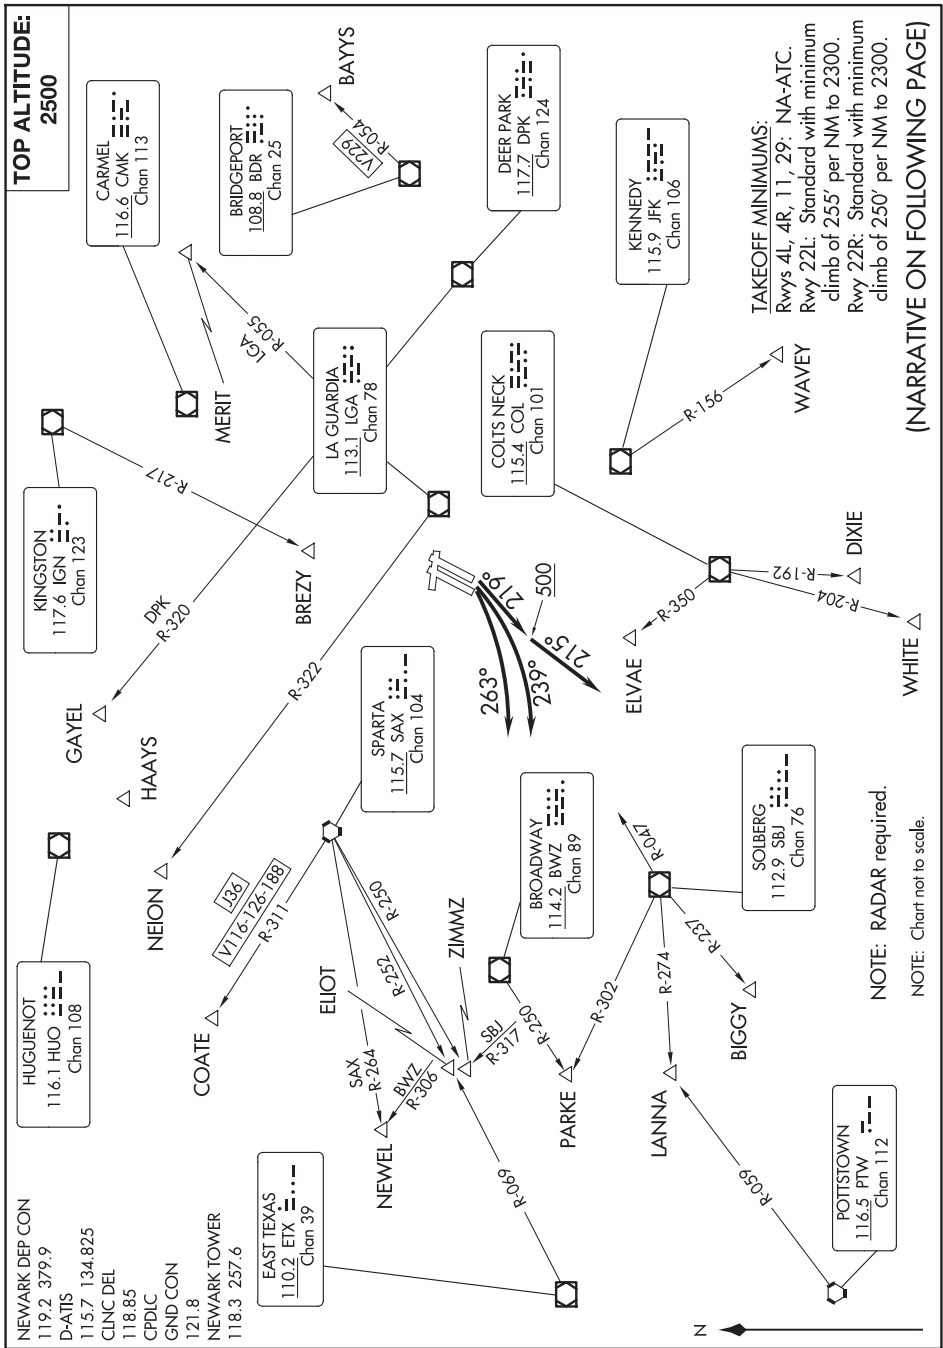 TOP ALTITUDE:
2500
NEWARK DEP CON
119.2 379.9
D-ATIS
115.7 134.825
CLNC DEL
118.85
CPDLC
GND CON
121.8
NEWARK TOWER
118.3 257.6
HUGUENOT
116.1 HUO
Chan 108
KINGSTON
117.6 IGN
Chan 123
CARMEL
116.6 CMK
Chan 113
BRIDGEPORT
108.8 BDR
Chan 25
V229
R-054
BAYYS
GAYEL
HAAYS
NEION
DPK
R-320
R-217
BREZY
MERIT
LGA
R-055
LA GUARDIA
113.1 LGA
Chan 78
R-322
DEER PARK
117.7 DPK
Chan 124
COATE
J36
V116-126-188
R-311
SPARTA
115.7 SAX
Chan 104
ELIOT
R-252
R-250
SAX
R-264
NEWEL
BWZ
R-306
ZIMMZ
SBJ
R-317
EAST TEXAS
110.2 ETX
Chan 39
R-069
BROADWAY
114.2 BWZ
Chan 89
R-250
PARKE
263°
239°
219°
500
215°
COLTS NECK
115.4 COL
Chan 101
R-350
ELVAE
R-192
DIXIE
R-204
WHITE
KENNEDY
115.9 JFK
Chan 106
R-156
WAVEY
SOLBERG
112.9 SBJ
Chan 76
R-047
R-302
R-274
R-237
LANNA
BIGGY
POTTSTOWN
116.5 PTW
Chan 112
R-059
N
NOTE: RADAR required.
NOTE: Chart not to scale.
TAKEOFF MINIMUMS:
Rwys 4L, 4R, 11, 29: NA-ATC.
Rwy 22L: Standard with minimum
climb of 255' per NM to 2300.
Rwy 22R: Standard with minimum
climb of 250' per NM to 2300.
(NARRATIVE ON FOLLOWING PAGE)